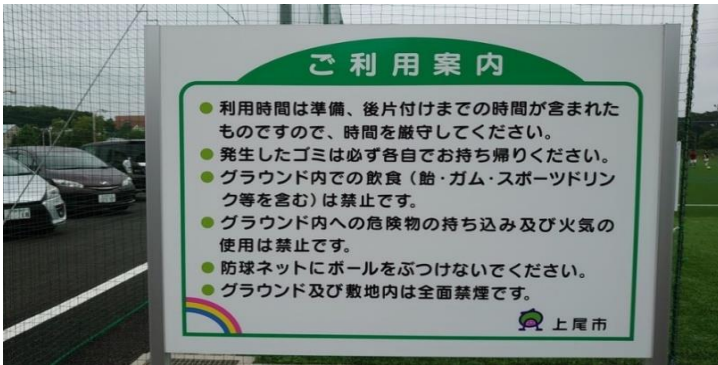 ご利用案内
●利用時間は準備、後片付けまでの時間が含まれた
ものですので、時間を厳守してください。
●発生したゴミは必ず各自でお持ち帰りください。
●グラウンド内での飲食(飴・ガム・スポーツドリン
ク等を含む)は禁止です。
●グラウンド内への危険物の持ち込み及び火気の
使用は禁止です。
●防球ネットにボールをぶつけないでください。
●グラウンド及び敷地内は全面禁煙です。
上尾市